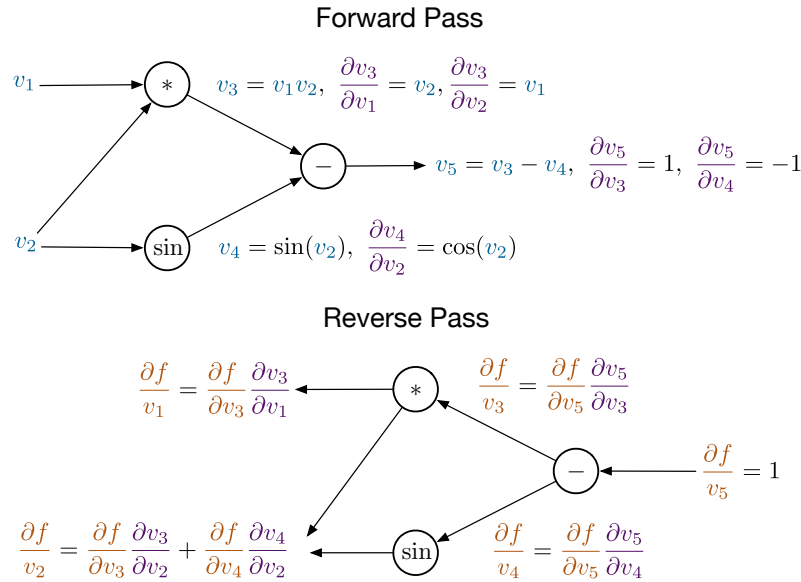 Forward Pass
v₁
*
v₃ = v₁v₂, ∂v₃/∂v₁ = v₂, ∂v₃/∂v₂ = v₁
−
v₅ = v₃ − v₄, ∂v₅/∂v₃ = 1, ∂v₅/∂v₄ = −1
v₂
sin
v₄ = sin(v₂), ∂v₄/∂v₂ = cos(v₂)
Reverse Pass
∂f/v₁ = ∂f/∂v₃ ∂v₃/∂v₁
*
∂f/v₃ = ∂f/∂v₅ ∂v₅/∂v₃
−
∂f/v₅ = 1
∂f/v₂ = ∂f/∂v₃ ∂v₃/∂v₂ + ∂f/∂v₄ ∂v₄/∂v₂
sin
∂f/v₄ = ∂f/∂v₅ ∂v₅/∂v₄